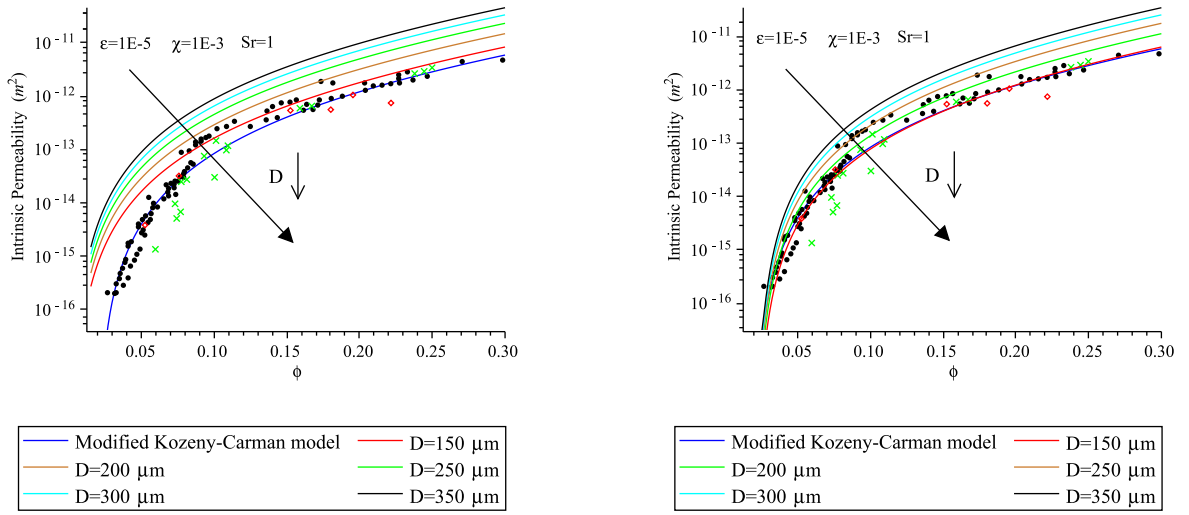 10⁻¹¹
10⁻¹²
10⁻¹³
10⁻¹⁴
10⁻¹⁵
10⁻¹⁶
Intrinsic Permeability (m²)
ε=1E-5 χ=1E-3 Sr=1
D
0.05 0.10 0.15 0.20 0.25 0.30
ϕ
Modified Kozeny-Carman model D=150 µm
D=200 µm D=250 µm
D=300 µm D=350 µm
10⁻¹¹
10⁻¹²
10⁻¹³
10⁻¹⁴
10⁻¹⁵
10⁻¹⁶
Intrinsic Permeability (m²)
ε=1E-5 χ=1E-3 Sr=1
D
0.05 0.10 0.15 0.20 0.25 0.30
ϕ
Modified Kozeny-Carman model D=150 µm
D=200 µm D=250 µm
D=300 µm D=350 µm